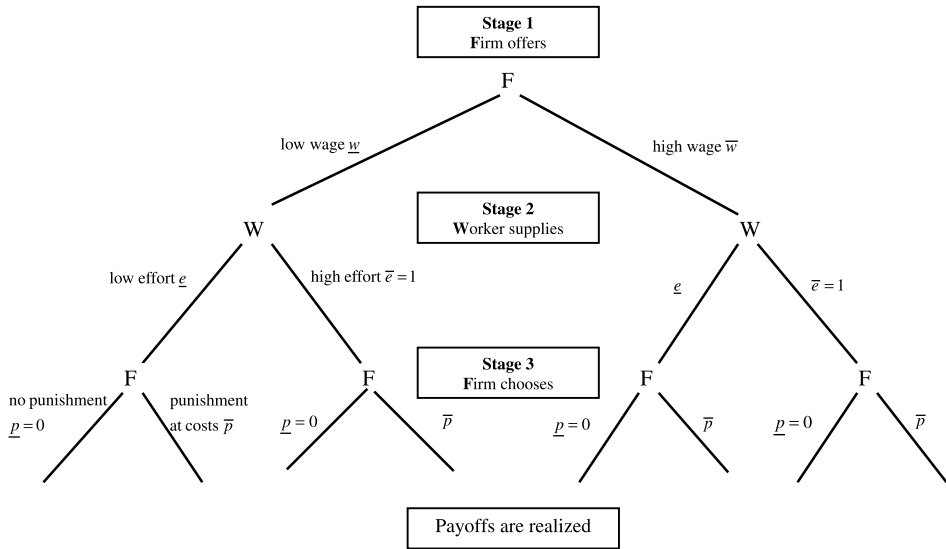 Stage 1
Firm offers
F
low wage w̲
high wage w̅
Stage 2
Worker supplies
W
W
low effort e̲
high effort e̅ = 1
e̲
e̅ = 1
Stage 3
Firm chooses
F
F
F
F
no punishment
p̲ = 0
punishment
at costs p̅
p̲ = 0
p̅
p̲ = 0
p̅
p̲ = 0
p̅
Payoffs are realized